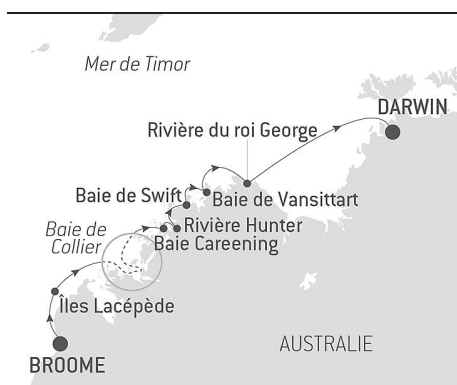 Mer de Timor
DARWIN
Rivière du roi George
Baie de Swift
Baie de Vansittart
Baie de
Collier
Rivière Hunter
Baie Careening
Îles Lacépède
AUSTRALIE
BROOME